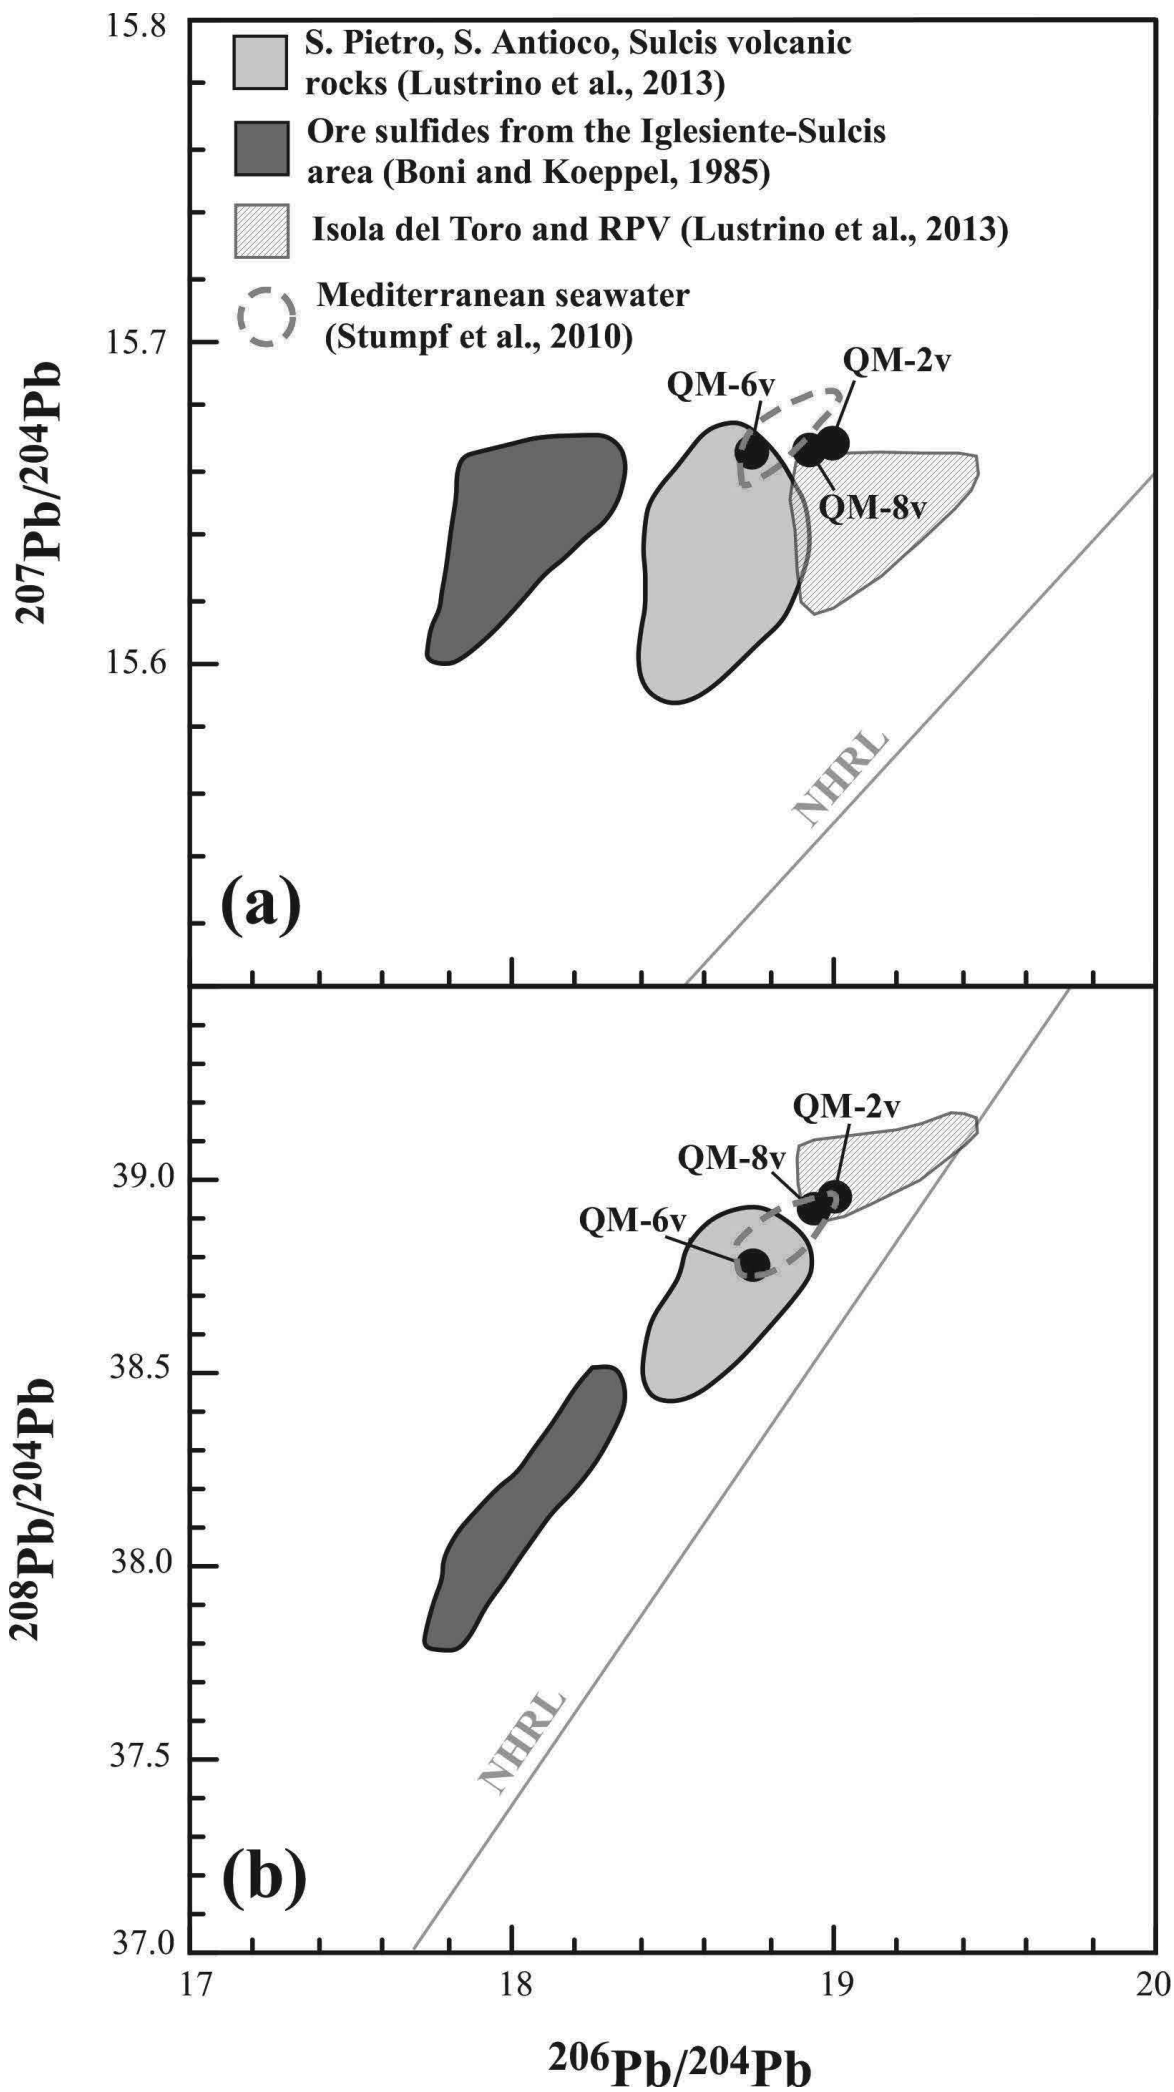 15.8
S. Pietro, S. Antioco, Sulcis volcanic
rocks (Lustrino et al., 2013)
Ore sulfides from the Iglesiente-Sulcis
area (Boni and Koeppel, 1985)
Isola del Toro and RPV (Lustrino et al., 2013)
Mediterranean seawater
(Stumpf et al., 2010)
15.7
QM-2v
QM-6v
QM-8v
207Pb/204Pb
15.6
NHRL
(a)
QM-2v
QM-8v
39.0
QM-6v
38.5
208Pb/204Pb
38.0
NHRL
37.5
(b)
37.0
17 18 19 20
206Pb/204Pb